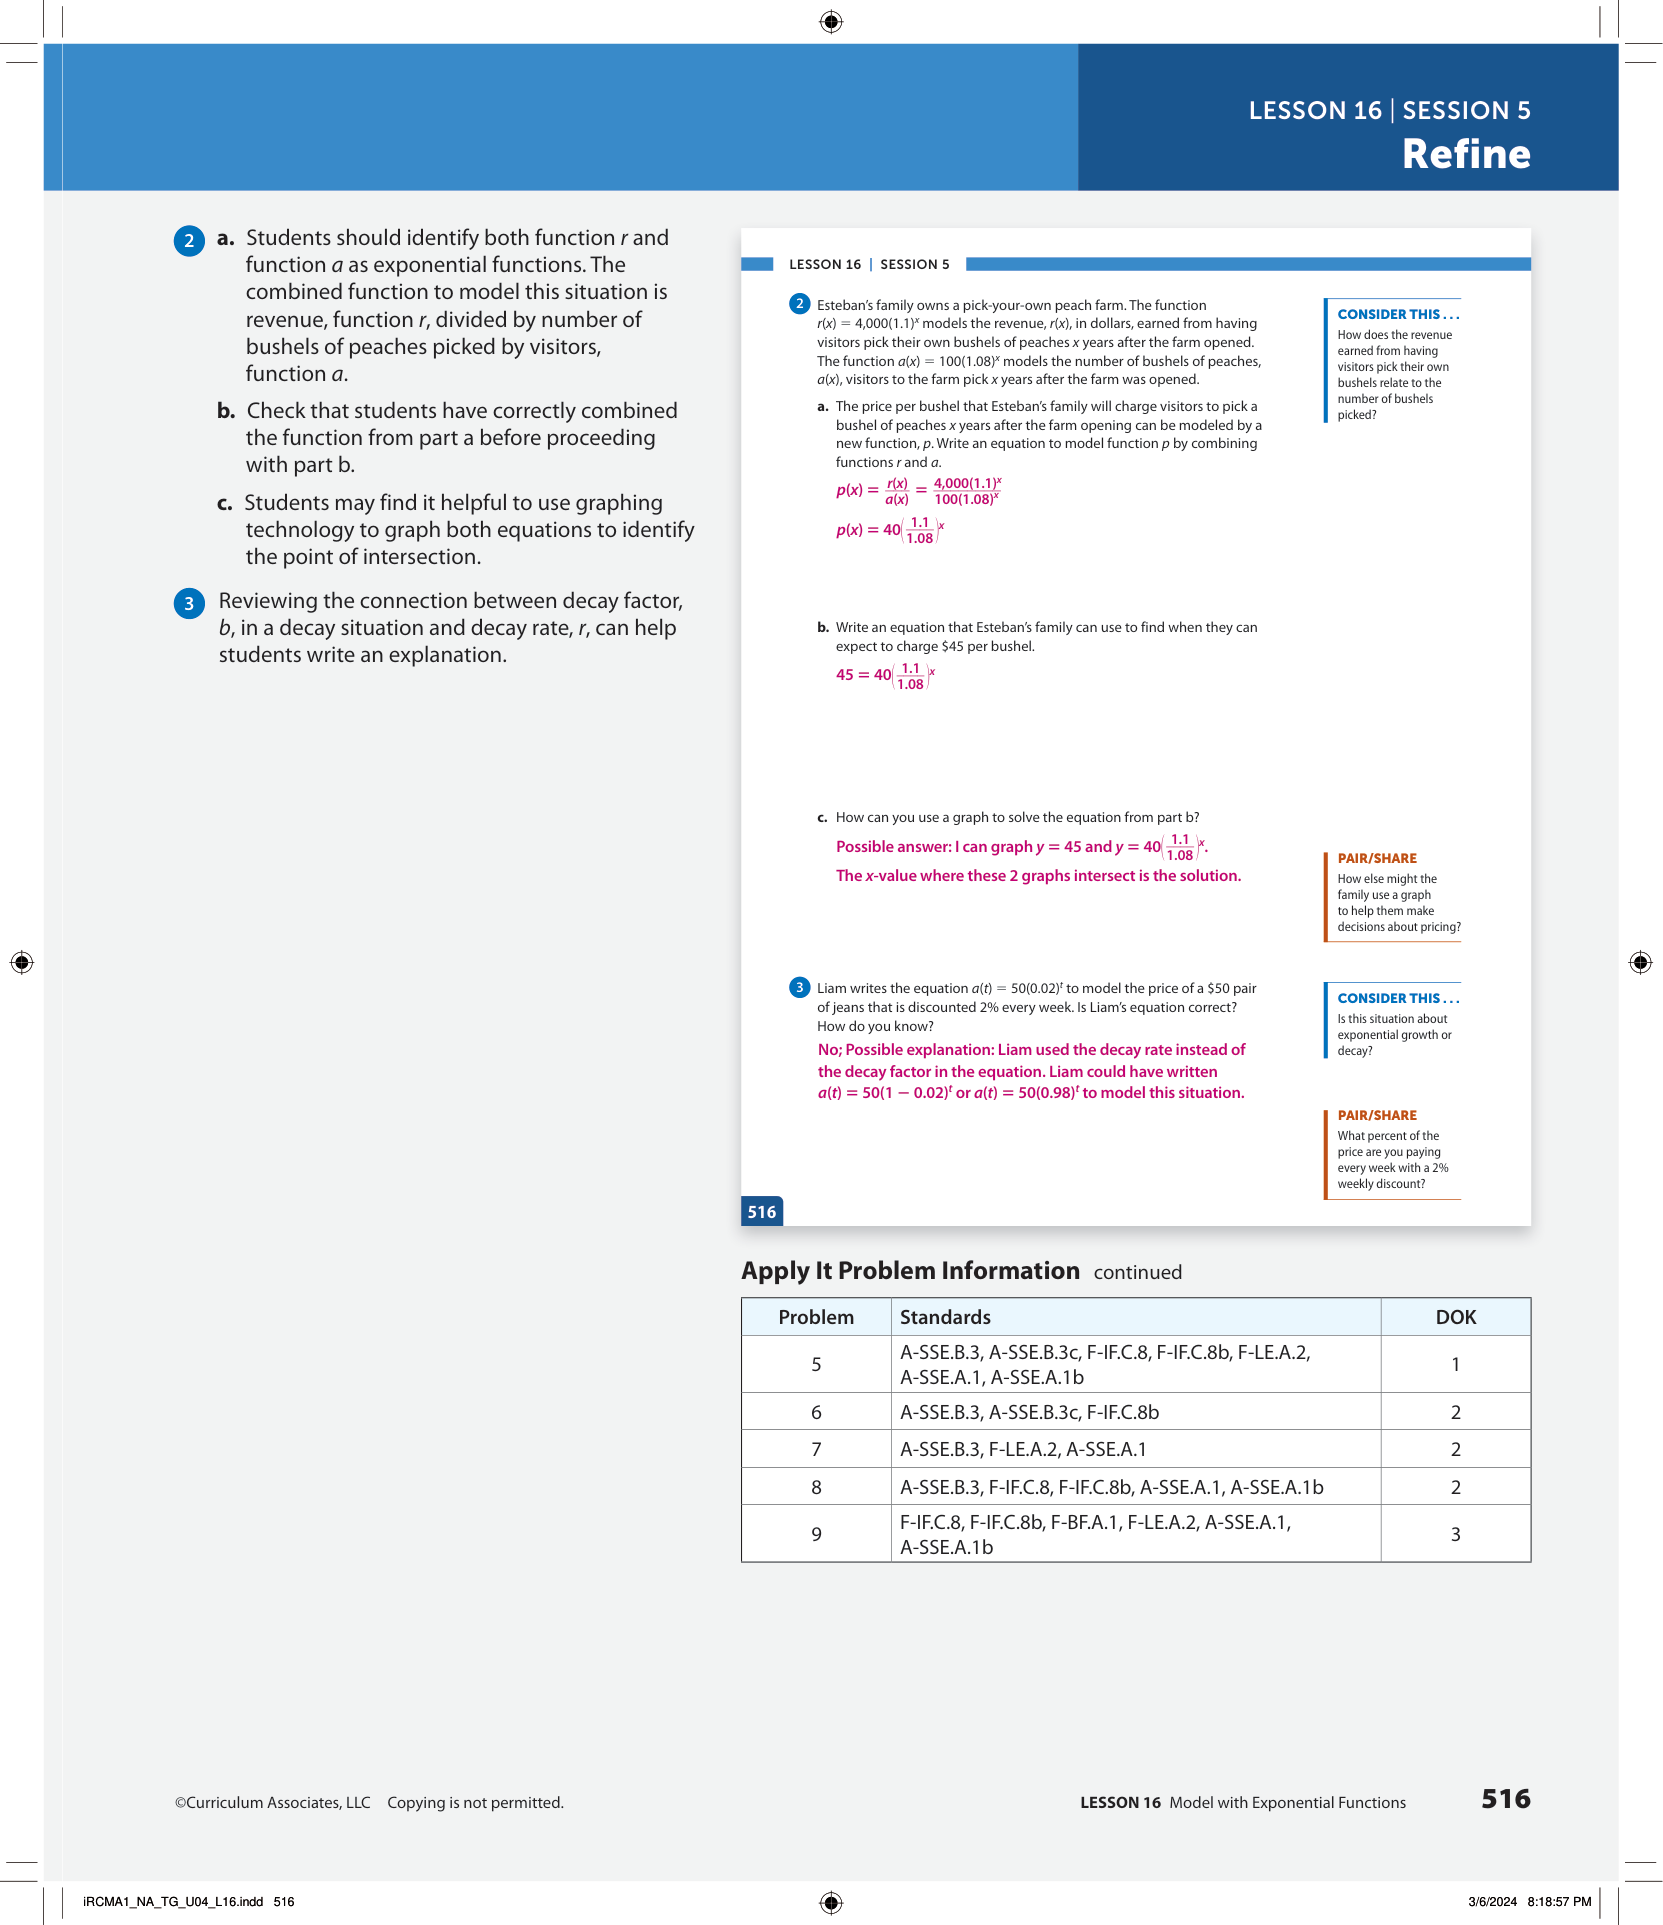 LESSON 16 | SESSION 5
Refine
2 a. Students should identify both function r and
function a as exponential functions. The
combined function to model this situation is
revenue, function r, divided by number of
bushels of peaches picked by visitors,
function a.
b. Check that students have correctly combined
the function from part a before proceeding
with part b.
c. Students may find it helpful to use graphing
technology to graph both equations to identify
the point of intersection.
3 Reviewing the connection between decay factor,
b, in a decay situation and decay rate, r, can help
students write an explanation.
LESSON 16 | SESSION 5
2 Esteban's family owns a pick-your-own peach farm. The function
r(x) = 4,000(1.1)^x models the revenue, r(x), in dollars, earned from having
visitors pick their own bushels of peaches x years after the farm opened.
The function a(x) = 100(1.08)^x models the number of bushels of peaches,
a(x), visitors to the farm pick x years after the farm was opened.
a. The price per bushel that Esteban's family will charge visitors to pick a
bushel of peaches x years after the farm opening can be modeled by a
new function, p. Write an equation to model function p by combining
functions r and a.
p(x) = r(x)/a(x) = 4,000(1.1)^x/100(1.08)^x
p(x) = 40(1.1/1.08)^x
b. Write an equation that Esteban's family can use to find when they can
expect to charge $45 per bushel.
45 = 40(1.1/1.08)^x
c. How can you use a graph to solve the equation from part b?
Possible answer: I can graph y = 45 and y = 40(1.1/1.08)^x.
The x-value where these 2 graphs intersect is the solution.
3 Liam writes the equation a(t) = 50(0.02)^t to model the price of a $50 pair
of jeans that is discounted 2% every week. Is Liam's equation correct?
How do you know?
No; Possible explanation: Liam used the decay rate instead of
the decay factor in the equation. Liam could have written
a(t) = 50(1 − 0.02)^t or a(t) = 50(0.98)^t to model this situation.
CONSIDER THIS . . .
How does the revenue
earned from having
visitors pick their own
bushels relate to the
number of bushels
picked?
PAIR/SHARE
How else might the
family use a graph
to help them make
decisions about pricing?
CONSIDER THIS . . .
Is this situation about
exponential growth or
decay?
PAIR/SHARE
What percent of the
price are you paying
every week with a 2%
weekly discount?
516
Apply It Problem Information continued
Problem Standards DOK
5 A-SSE.B.3, A-SSE.B.3c, F-IF.C.8, F-IF.C.8b, F-LE.A.2,
A-SSE.A.1, A-SSE.A.1b 1
6 A-SSE.B.3, A-SSE.B.3c, F-IF.C.8b 2
7 A-SSE.B.3, F-LE.A.2, A-SSE.A.1 2
8 A-SSE.B.3, F-IF.C.8, F-IF.C.8b, A-SSE.A.1, A-SSE.A.1b 2
9 F-IF.C.8, F-IF.C.8b, F-BF.A.1, F-LE.A.2, A-SSE.A.1,
A-SSE.A.1b 3
©Curriculum Associates, LLC Copying is not permitted.
LESSON 16 Model with Exponential Functions 516
iRCMA1_NA_TG_U04_L16.indd 516
3/6/2024 8:18:57 PM